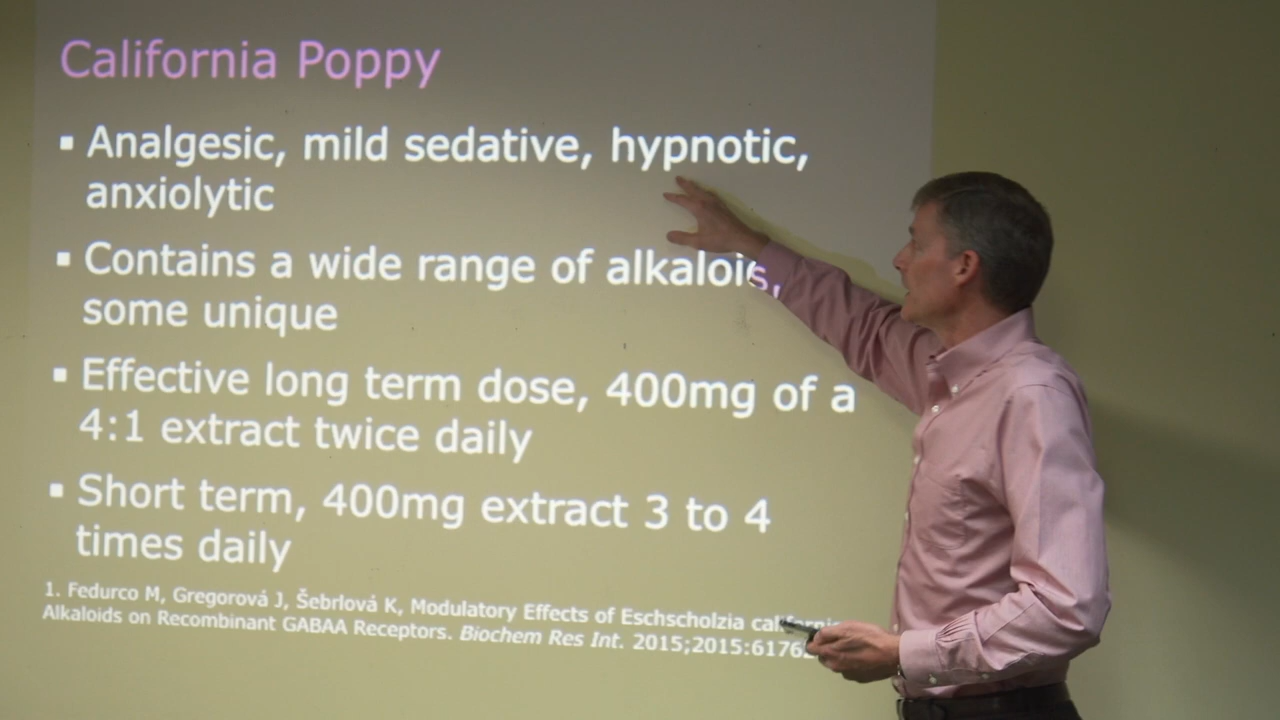 California Poppy
▪ Analgesic, mild sedative, hypnotic,
anxiolytic
▪ Contains a wide range of alkalois,
some unique
▪ Effective long term dose, 400mg of a
4:1 extract twice daily
▪ Short term, 400mg extract 3 to 4
times daily
1. Fedurco M, Gregorová J, Šebrlová K, Modulatory Effects of Eschscholzia
Alkaloids on Recombinant GABAA Receptors. Biochem Res Int. 2015;2015: